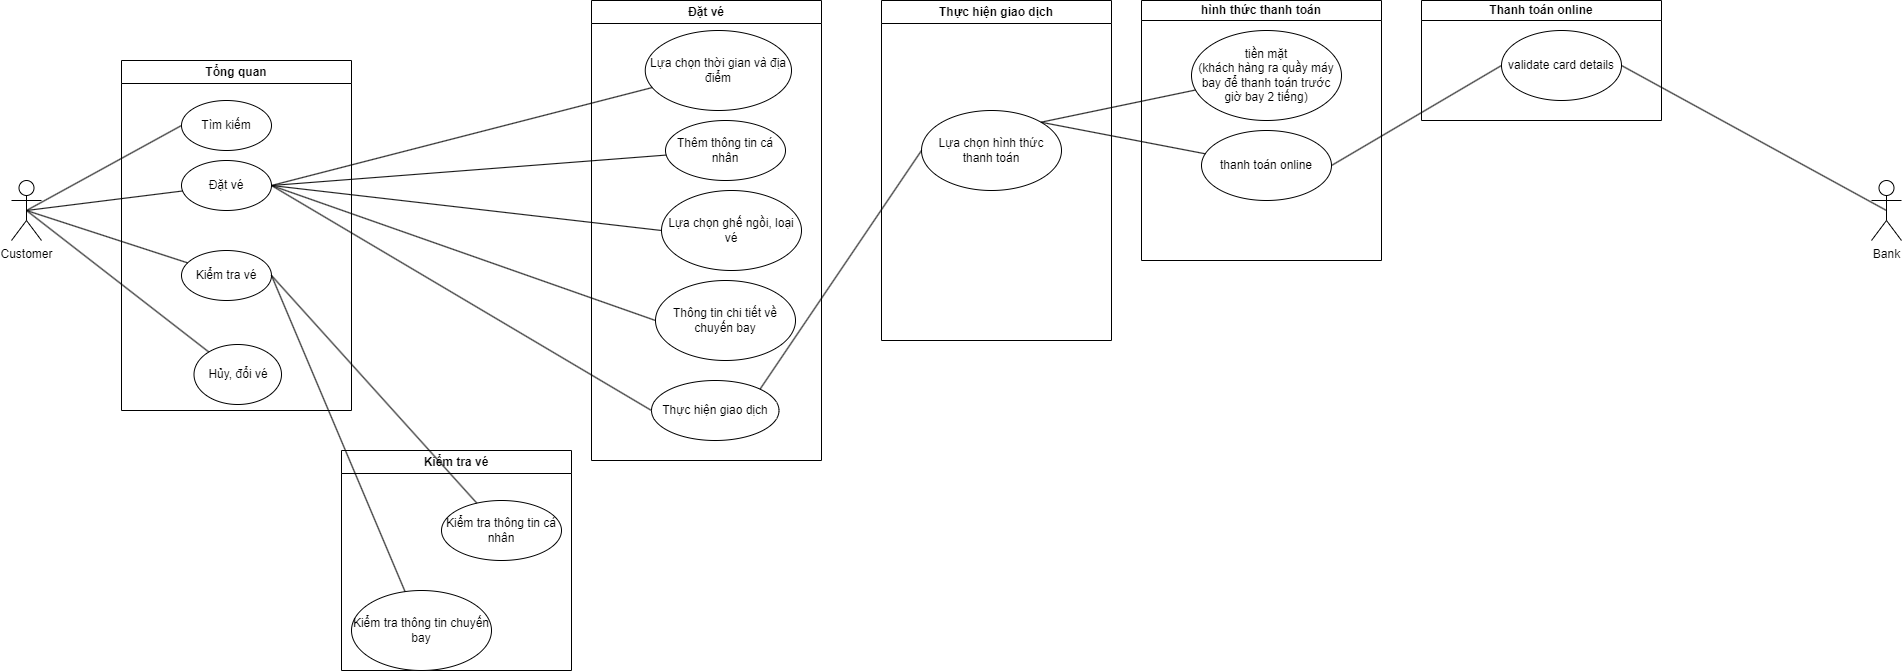 Tổng quan
Tìm kiếm
Đặt vé
Kiểm tra vé
Hủy, đổi vé
Customer
Kiểm tra vé
Kiểm tra thông tin cá
nhân
Kiểm tra thông tin chuyến
bay
Đặt vé
Lựa chọn thời gian và địa
điểm
Thêm thông tin cá
nhân
Lựa chọn ghế ngồi, loại
vé
Thông tin chi tiết về
chuyến bay
Thực hiện giao dịch
Thực hiện giao dịch
Lựa chọn hình thức
thanh toán
hình thức thanh toán
tiền mặt
(khách hàng ra quầy máy
bay để thanh toán trước
giờ bay 2 tiếng)
thanh toán online
Thanh toán online
validate card details
Bank